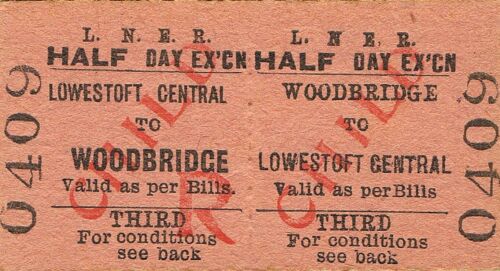 L. N. E. R.
HALF DAY EX'CN
LOWESTOFT CENTRAL
TO
WOODBRIDGE
Valid as per Bills.
THIRD
For conditions
see back
CHILD
R
0409
L. N. E. R.
HALF DAY EX'CN
WOODBRIDGE
TO
LOWESTOFT CENTRAL
Valid as per Bills
THIRD
For conditions
see back
CHILD
0409